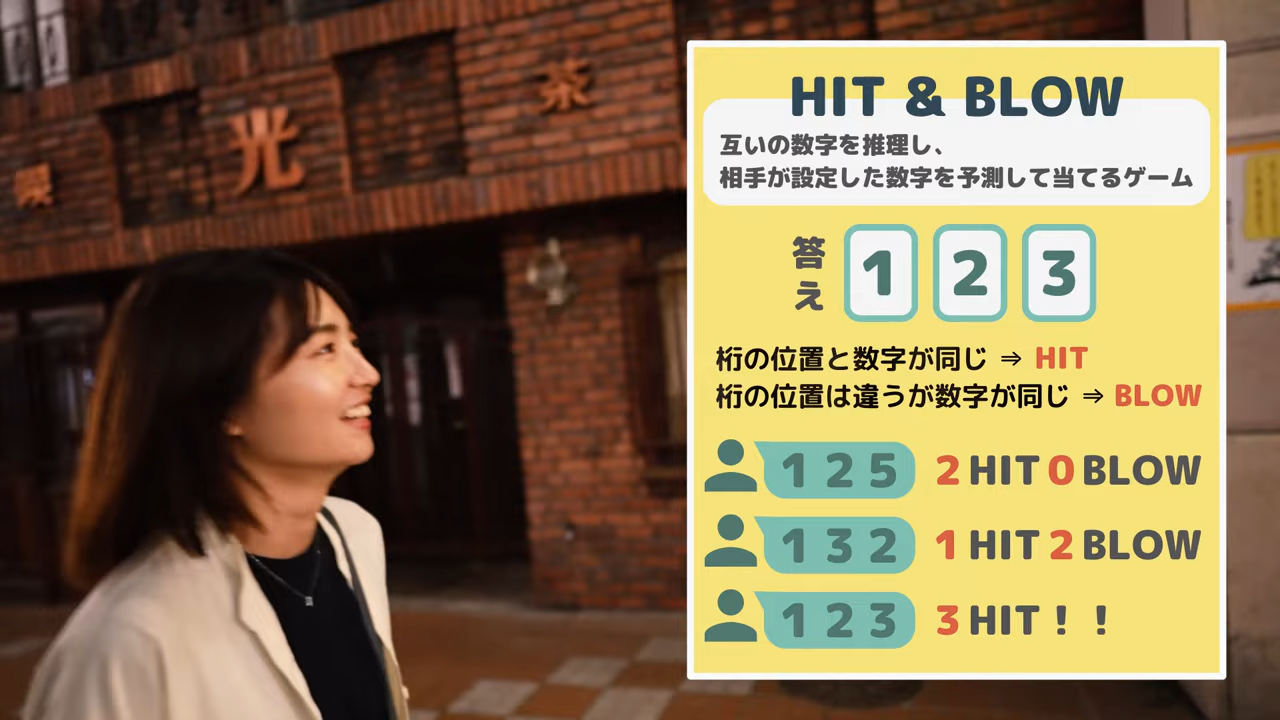 光 茶
HIT & BLOW
互いの数字を推理し、
相手が設定した数字を予測して当てるゲーム
答え
1 2 3
桁の位置と数字が同じ ⇒ HIT
桁の位置は違うが数字が同じ ⇒ BLOW
1 2 5 2 HIT 0 BLOW
1 3 2 1 HIT 2 BLOW
1 2 3 3 HIT！！